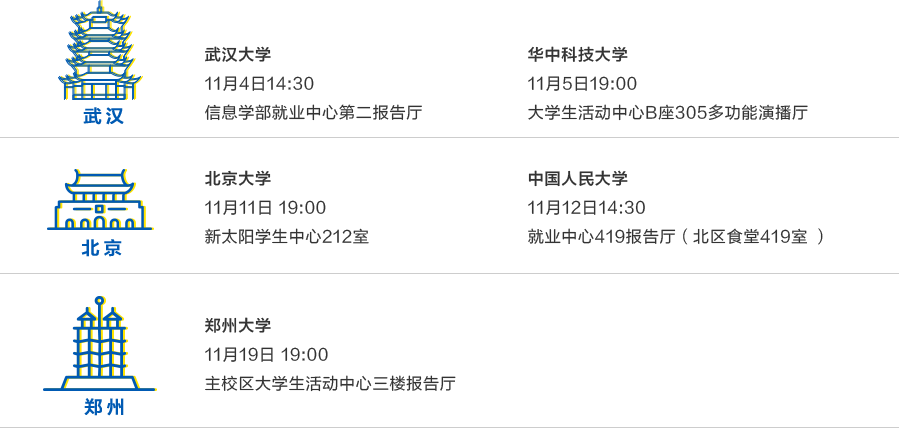 武汉
武汉大学
11月4日14:30
信息学部就业中心第二报告厅
华中科技大学
11月5日19:00
大学生活动中心B座305多功能演播厅
北京
北京大学
11月11日 19:00
新太阳学生中心212室
中国人民大学
11月12日14:30
就业中心419报告厅（北区食堂419室 ）
郑州
郑州大学
11月19日 19:00
主校区大学生活动中心三楼报告厅